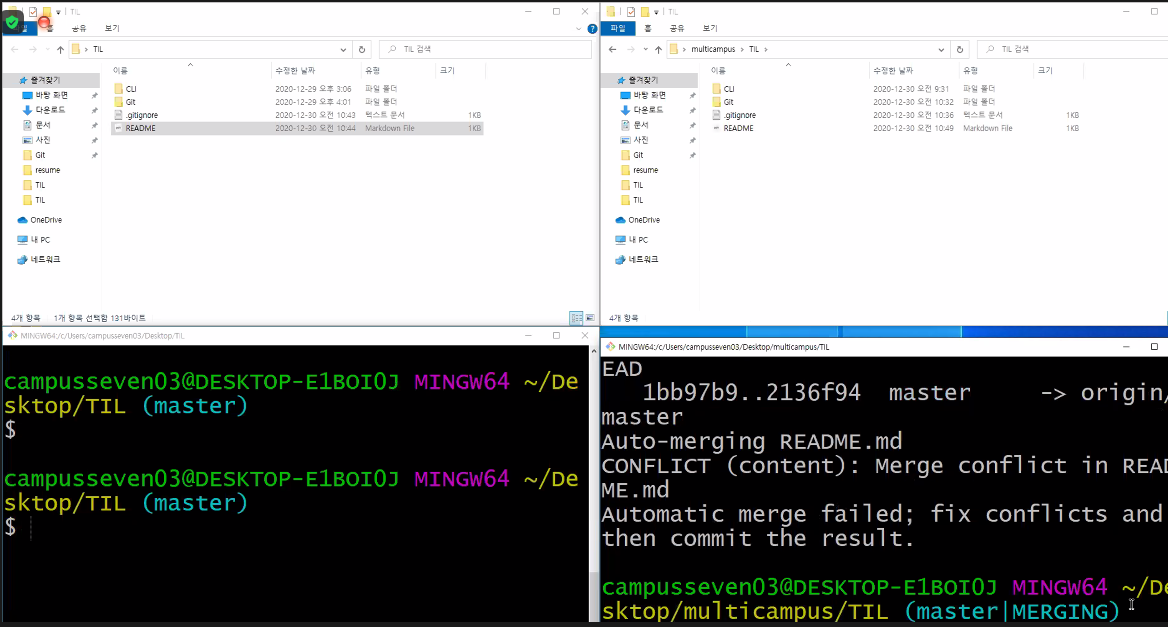 TIL
파일 홈 공유 보기
TIL
TIL 검색
이름 수정한 날짜 유형 크기
즐겨찾기
바탕 화면
다운로드
문서
사진
Git
resume
TIL
TIL
OneDrive
내 PC
네트워크
CLI 2020-12-29 오후 3:06 파일 폴더
Git 2020-12-29 오후 4:01 파일 폴더
.gitignore 2020-12-30 오전 10:43 텍스트 문서 1KB
README 2020-12-30 오전 10:44 Markdown File 1KB
4개 항목 1개 항목 선택함 131바이트
TIL
파일 홈 공유 보기
multicampus > TIL >
TIL 검색
이름 수정한 날짜 유형 크기
즐겨찾기
바탕 화면
다운로드
문서
사진
Git
resume
TIL
TIL
OneDrive
내 PC
네트워크
CLI 2020-12-30 오전 9:31 파일 폴더
Git 2020-12-30 오전 10:32 파일 폴더
.gitignore 2020-12-30 오전 10:36 텍스트 문서 1KB
README 2020-12-30 오전 10:49 Markdown File 1KB
4개 항목
MINGW64:/c/Users/campusseven03/Desktop/TIL
campusseven03@DESKTOP-E1BOI0J MINGW64 ~/De
sktop/TIL (master)
$
campusseven03@DESKTOP-E1BOI0J MINGW64 ~/De
sktop/TIL (master)
$
MINGW64:/c/Users/campusseven03/Desktop/multicampus/TIL
EAD
1bb97b9..2136f94 master -> origin/
master
Auto-merging README.md
CONFLICT (content): Merge conflict in READ
ME.md
Automatic merge failed; fix conflicts and
then commit the result.
campusseven03@DESKTOP-E1BOI0J MINGW64 ~/De
sktop/multicampus/TIL (master|MERGING)